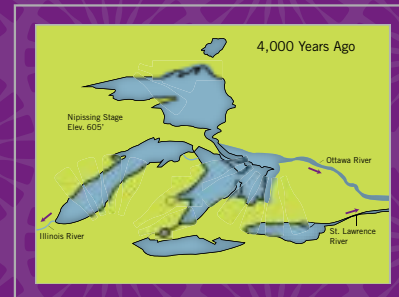 4,000 Years Ago
Nipissing Stage
Elev. 605'
Ottawa River
Illinois River
St. Lawrence
River